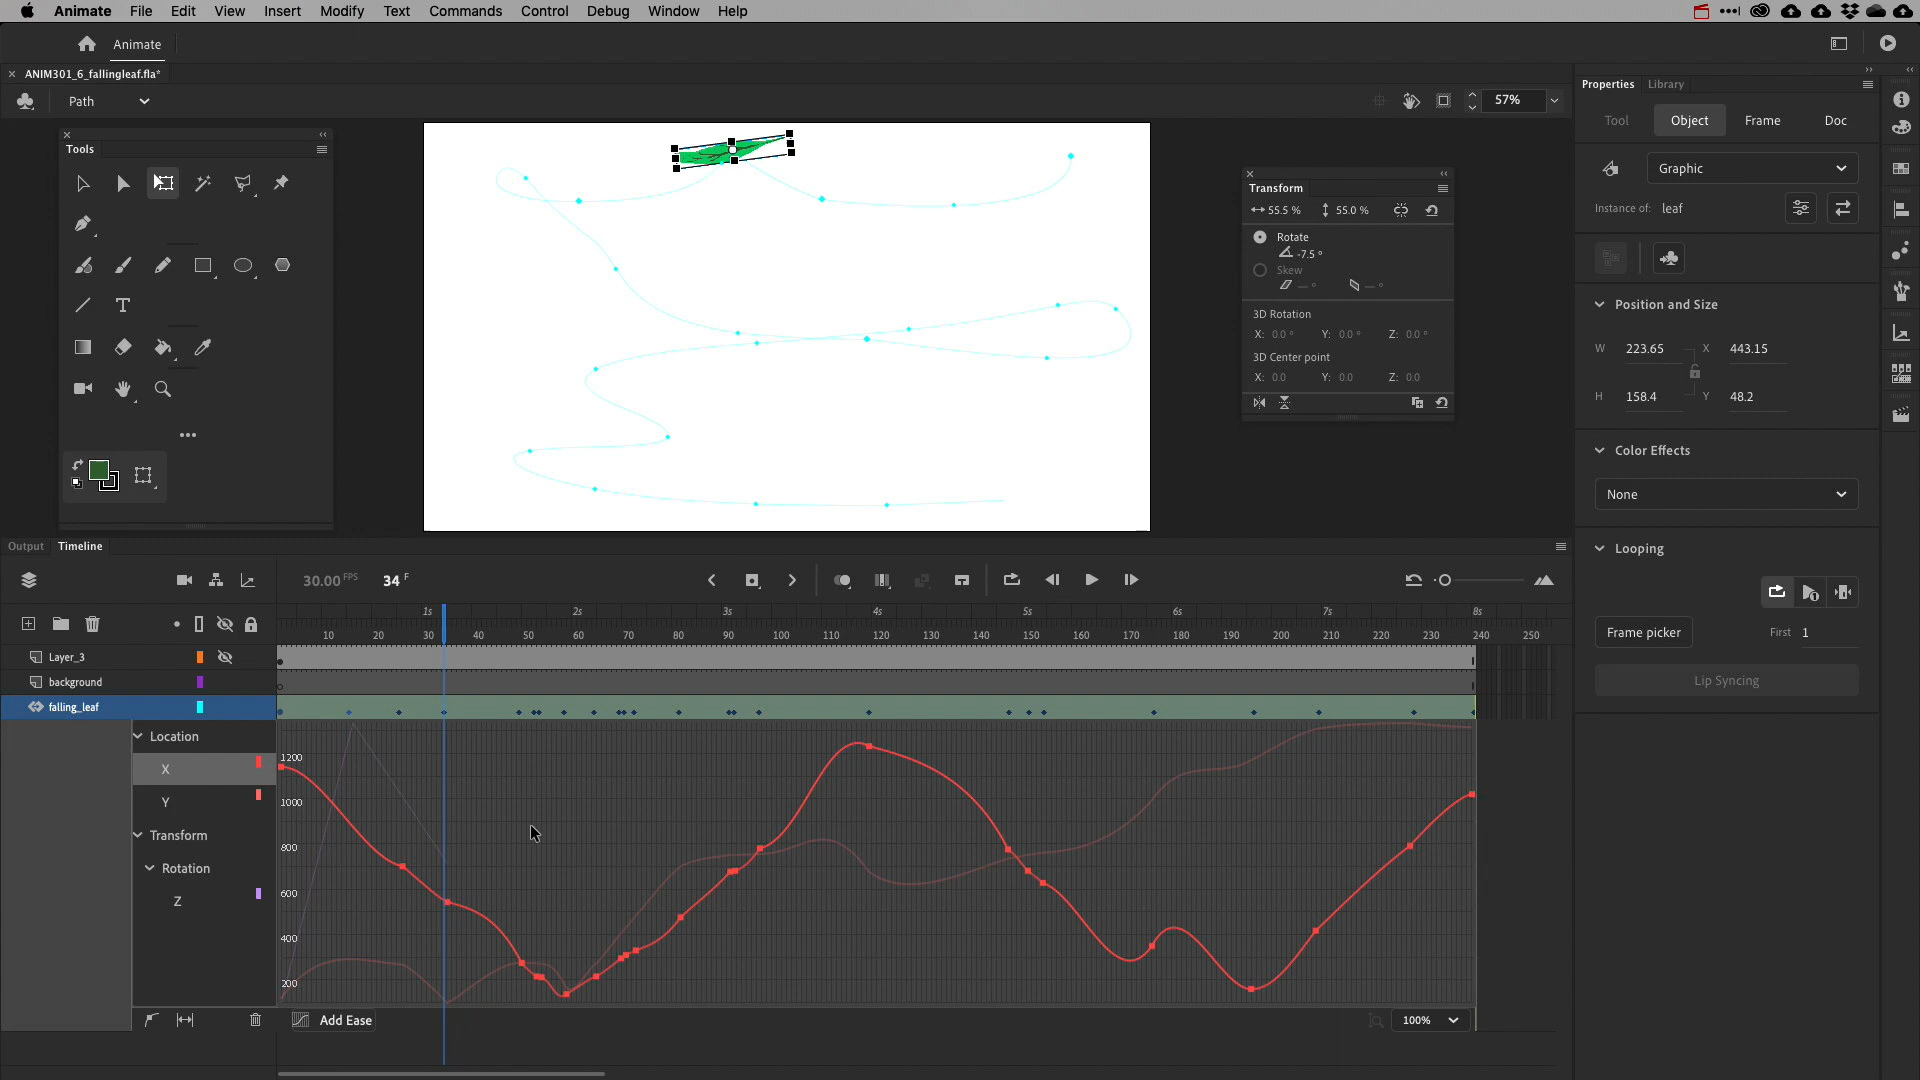 Animate File Edit View Insert Modify Text Commands Control Debug Window Help
Animate
ANIM301_6_fallingleaf.fla*
Path
57%
Tools
T
Transform
55.5 % 55.0 %
Rotate
-7.5 °
Skew
— ° — °
3D Rotation
X: 0.0 ° Y: 0.0 ° Z: 0.0 °
3D Center point
X: 0.0 Y: 0.0 Z: 0.0
Properties Library
Tool Object Frame Doc
Graphic
Instance of: leaf
Position and Size
W 223.65 X 443.15
H 158.4 Y 48.2
Color Effects
None
Looping
Frame picker First 1
Lip Syncing
Output Timeline
30.00 FPS 34 F
1s 2s 3s 4s 5s 6s 7s 8s
10 20 30 40 50 60 70 80 90 100 110 120 130 140 150 160 170 180 190 200 210 220 230 240 250
Layer_3
background
falling_leaf
Location
X
Y
Transform
Rotation
Z
1200
1000
800
600
400
200
Add Ease
100%